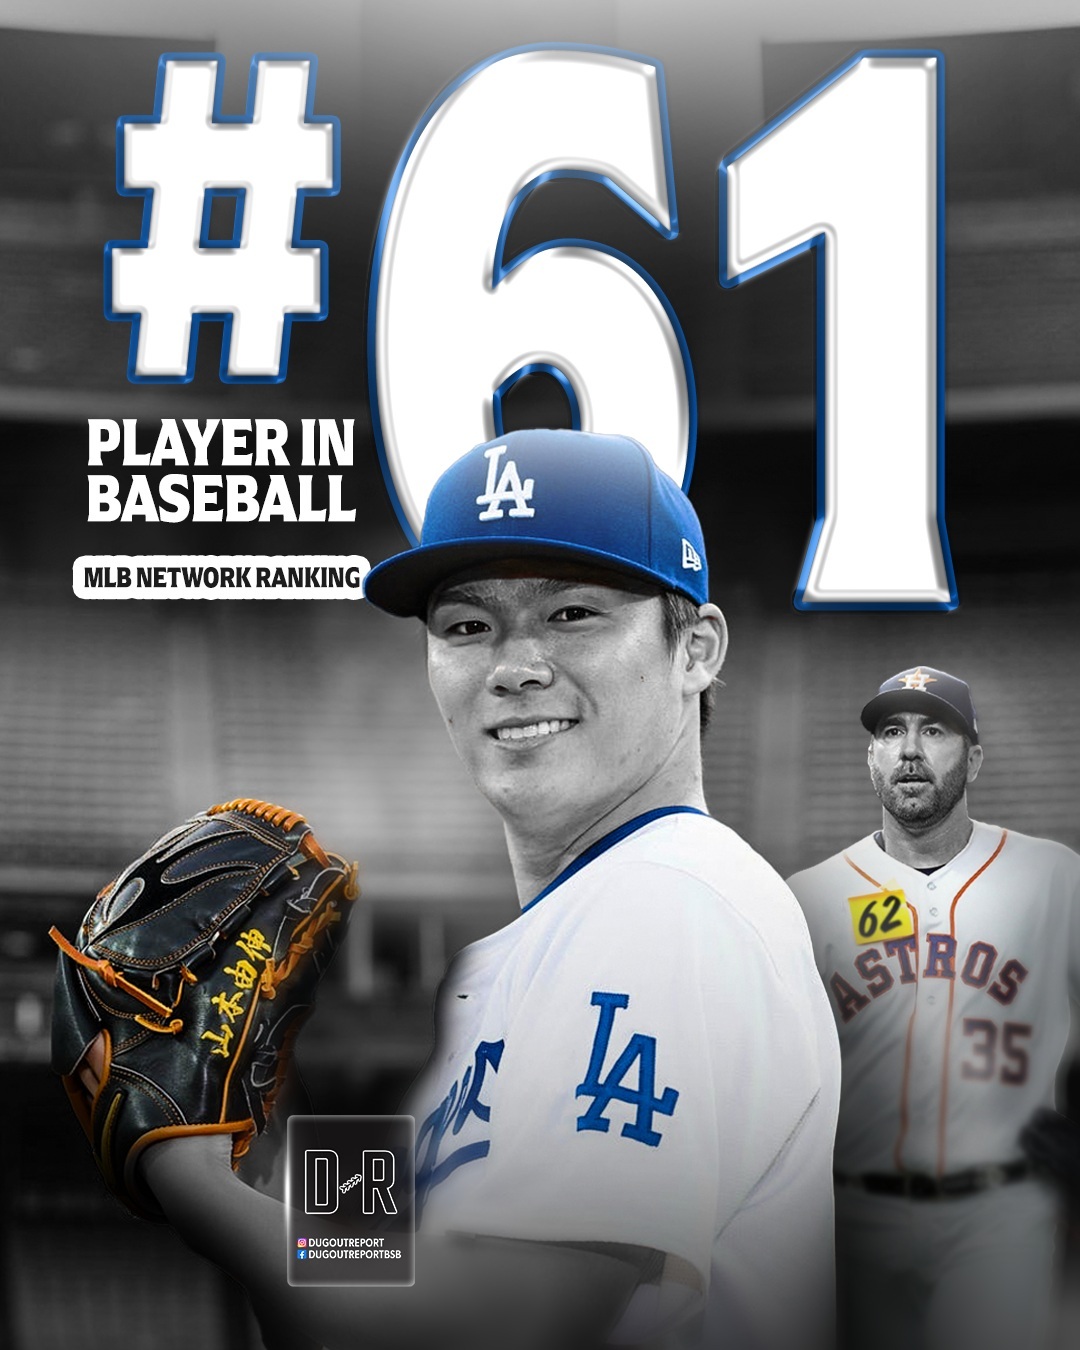 #61
PLAYER IN
BASEBALL
MLB NETWORK RANKING
LA
H
62
ASTROS
35
山本由伸
LA
D R
DUGOUTREPORT
DUGOUTREPORTBSB